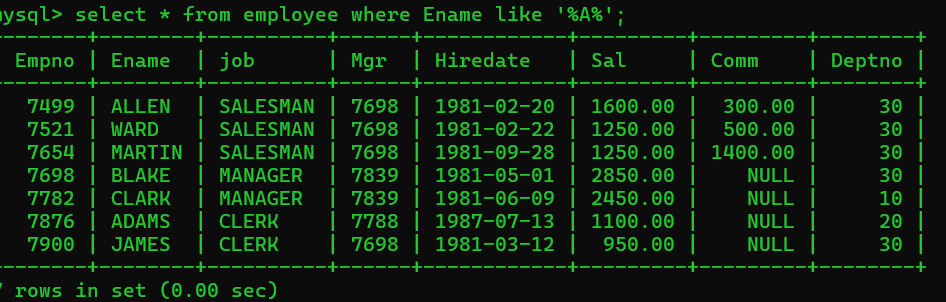 mysql> select * from employee where Ename like '%A%';
-------+--------+----------+------+------------+---------+---------+--------+
Empno | Ename | job | Mgr | Hiredate | Sal | Comm | Deptno |
-------+--------+----------+------+------------+---------+---------+--------+
7499 | ALLEN | SALESMAN | 7698 | 1981-02-20 | 1600.00 | 300.00 | 30 |
7521 | WARD | SALESMAN | 7698 | 1981-02-22 | 1250.00 | 500.00 | 30 |
7654 | MARTIN | SALESMAN | 7698 | 1981-09-28 | 1250.00 | 1400.00 | 30 |
7698 | BLAKE | MANAGER | 7839 | 1981-05-01 | 2850.00 | NULL | 30 |
7782 | CLARK | MANAGER | 7839 | 1981-06-09 | 2450.00 | NULL | 10 |
7876 | ADAMS | CLERK | 7788 | 1987-07-13 | 1100.00 | NULL | 20 |
7900 | JAMES | CLERK | 7698 | 1981-03-12 | 950.00 | NULL | 30 |
-------+--------+----------+------+------------+---------+---------+--------+
7 rows in set (0.00 sec)